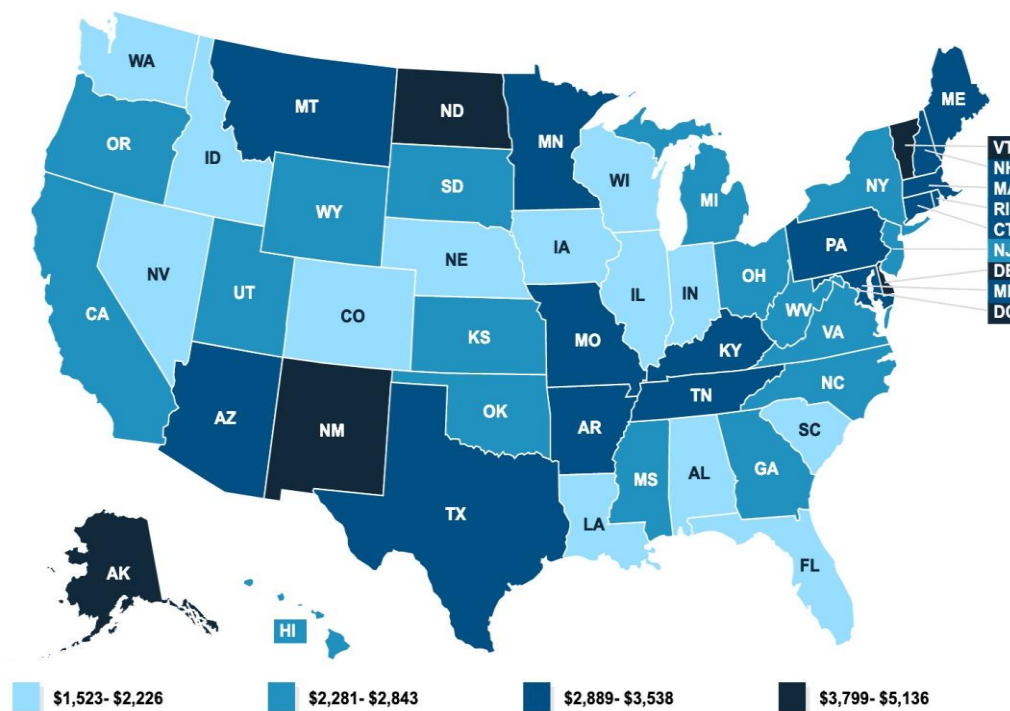 WA
MT
ND
MN
ME
OR
ID
WY
SD
WI
MI
NY
VT
NH
MA
RI
CT
NJ
DE
MD
DC
NV
UT
CO
NE
IA
IL
IN
OH
PA
CA
KS
MO
KY
WV
VA
AZ
NM
OK
AR
TN
NC
SC
TX
LA
MS
AL
GA
FL
AK
HI
$1,523- $2,226
$2,281- $2,843
$2,889- $3,538
$3,799- $5,136